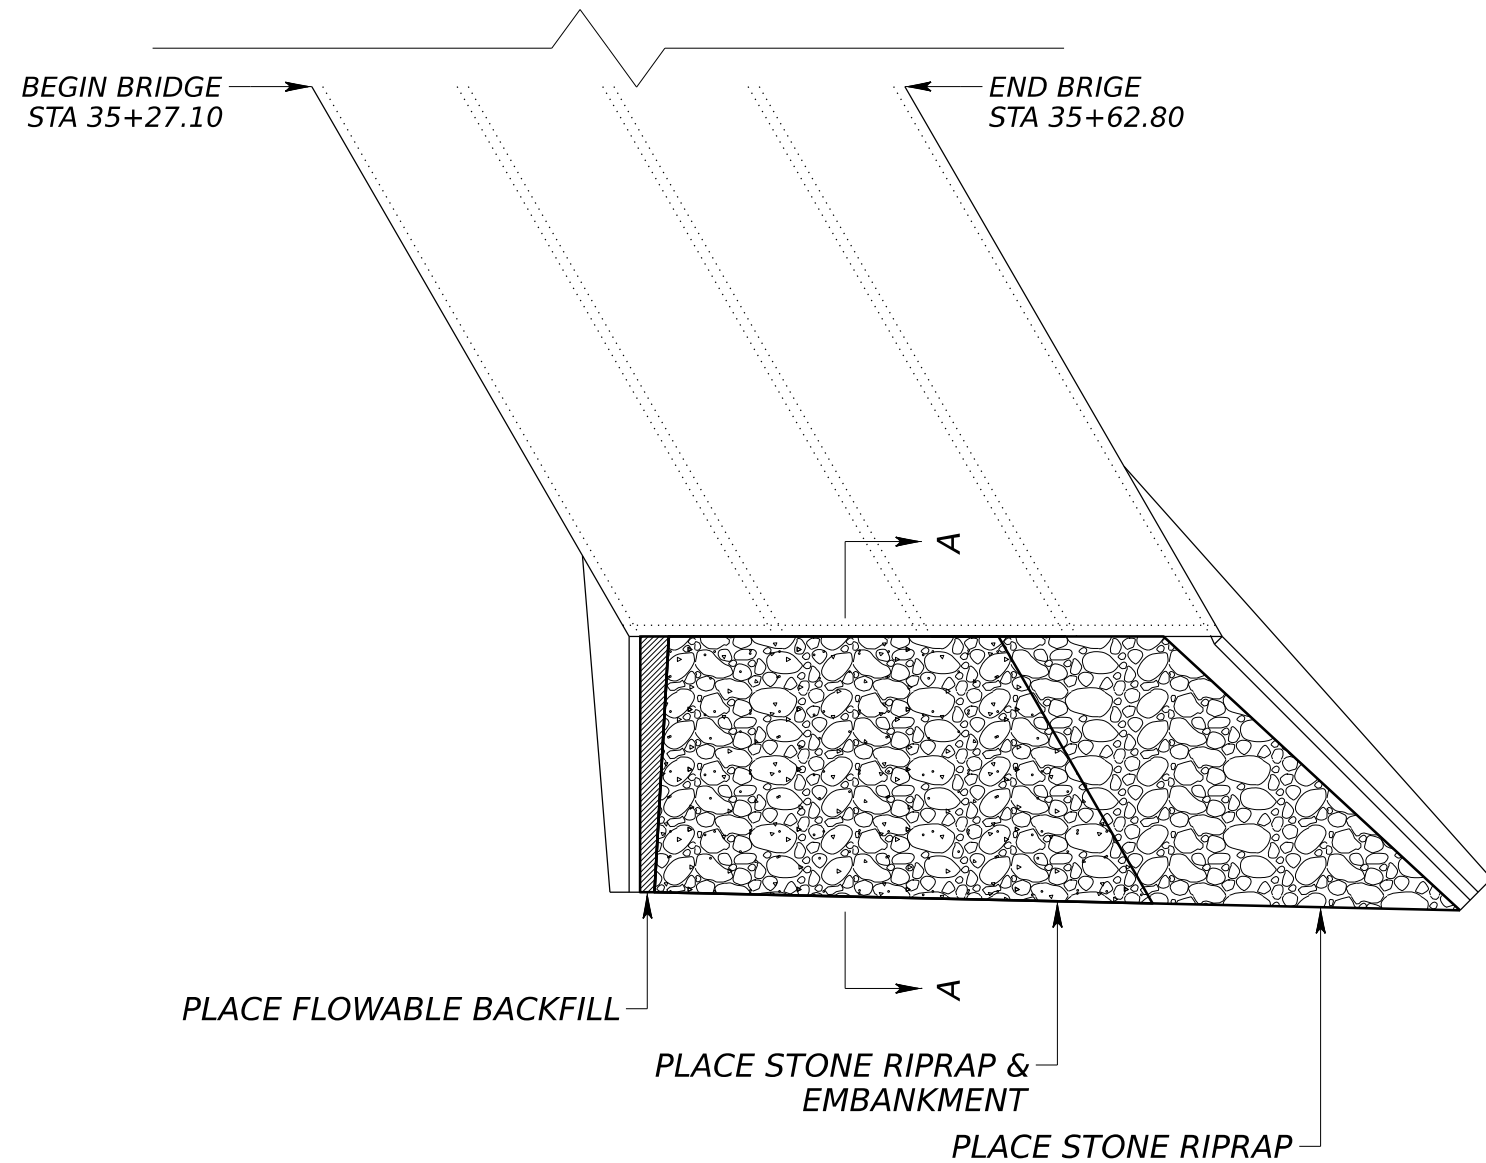 BEGIN BRIDGE
STA 35+27.10
END BRIGE
STA 35+62.80
A
A
PLACE FLOWABLE BACKFILL
PLACE STONE RIPRAP &
EMBANKMENT
PLACE STONE RIPRAP